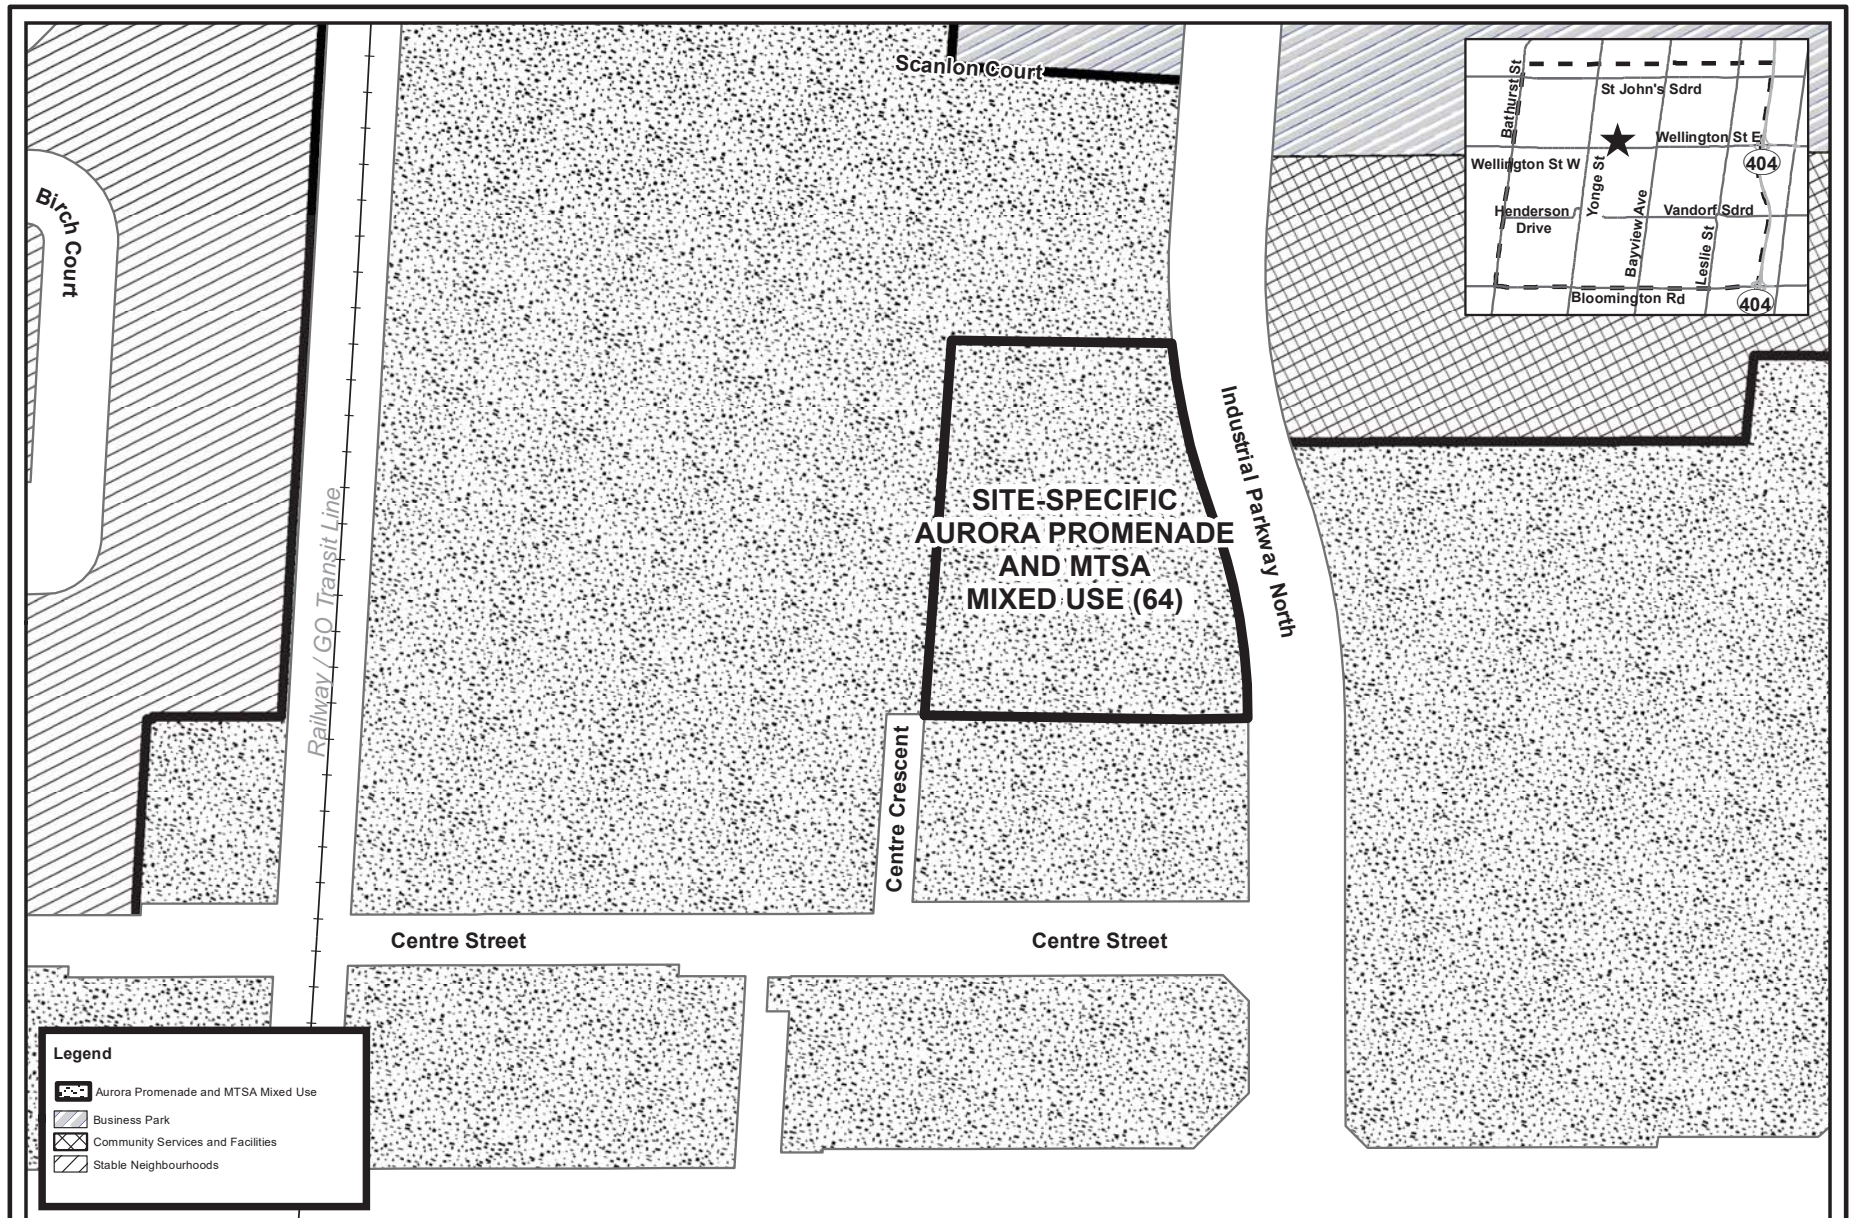 Scanlon Court
Bathurst St
St John's Sdrd
Wellington St E
404
Wellington St W
Yonge St
Henderson
Drive
Bayview Ave
Vandorf Sdrd
Leslie St
Bloomington Rd
404
Birch Court
Industrial Parkway North
Railway / GO Transit Line
SITE-SPECIFIC
AURORA PROMENADE
AND MTSA
MIXED USE (64)
Centre Crescent
Centre Street
Centre Street
Legend
Aurora Promenade and MTSA Mixed Use
Business Park
Community Services and Facilities
Stable Neighbourhoods